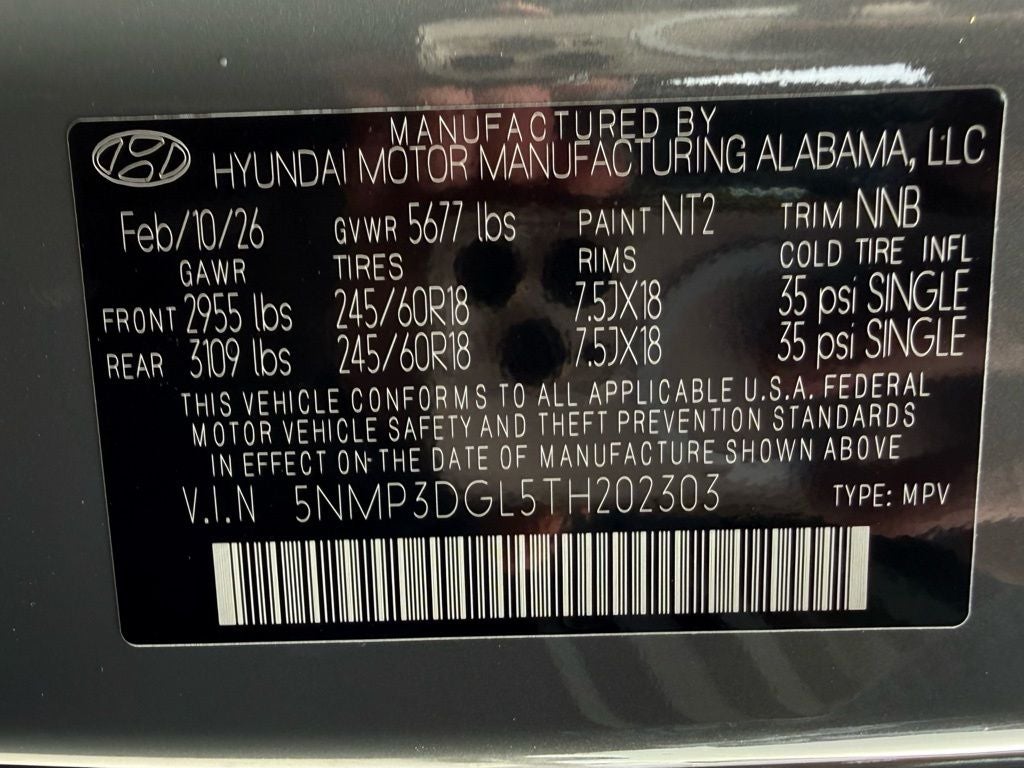 MANUFACTURED BY
HYUNDAI MOTOR MANUFACTURING ALABAMA, LLC
Feb/10/26 GVWR 5677 lbs PAINT NT2 TRIM NNB
GAWR TIRES RIMS COLD TIRE INFL
FRONT 2955 lbs 245/60R18 7.5JX18 35 psi SINGLE
REAR 3109 lbs 245/60R18 7.5JX18 35 psi SINGLE
THIS VEHICLE CONFORMS TO ALL APPLICABLE U.S.A. FEDERAL
MOTOR VEHICLE SAFETY AND THEFT PREVENTION STANDARDS
IN EFFECT ON THE DATE OF MANUFACTURE SHOWN ABOVE
V.I.N 5NMP3DGL5TH202303 TYPE: MPV